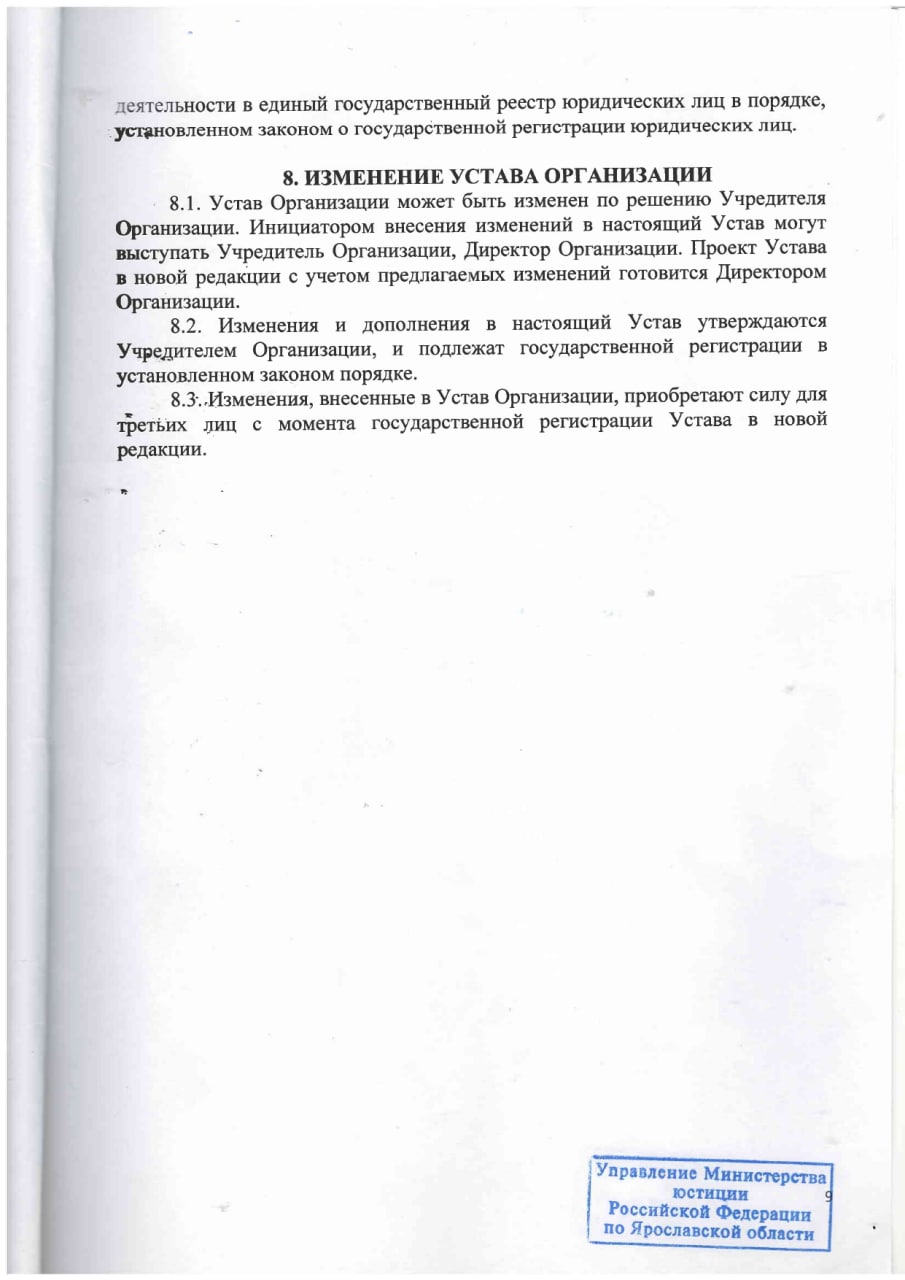 деятельности в единый государственный реестр юридических лиц в порядке,
установленном законом о государственной регистрации юридических лиц.
8. ИЗМЕНЕНИЕ УСТАВА ОРГАНИЗАЦИИ
8.1. Устав Организации может быть изменен по решению Учредителя
Организации. Инициатором внесения изменений в настоящий Устав могут
выступать Учредитель Организации, Директор Организации. Проект Устава
в новой редакции с учетом предлагаемых изменений готовится Директором
Организации.
8.2. Изменения и дополнения в настоящий Устав утверждаются
Учредителем Организации, и подлежат государственной регистрации в
установленном законом порядке.
8.3. Изменения, внесенные в Устав Организации, приобретают силу для
третьих лиц с момента государственной регистрации Устава в новой
редакции.
Управление Министерства
юстиции
9
Российской Федерации
по Ярославской области